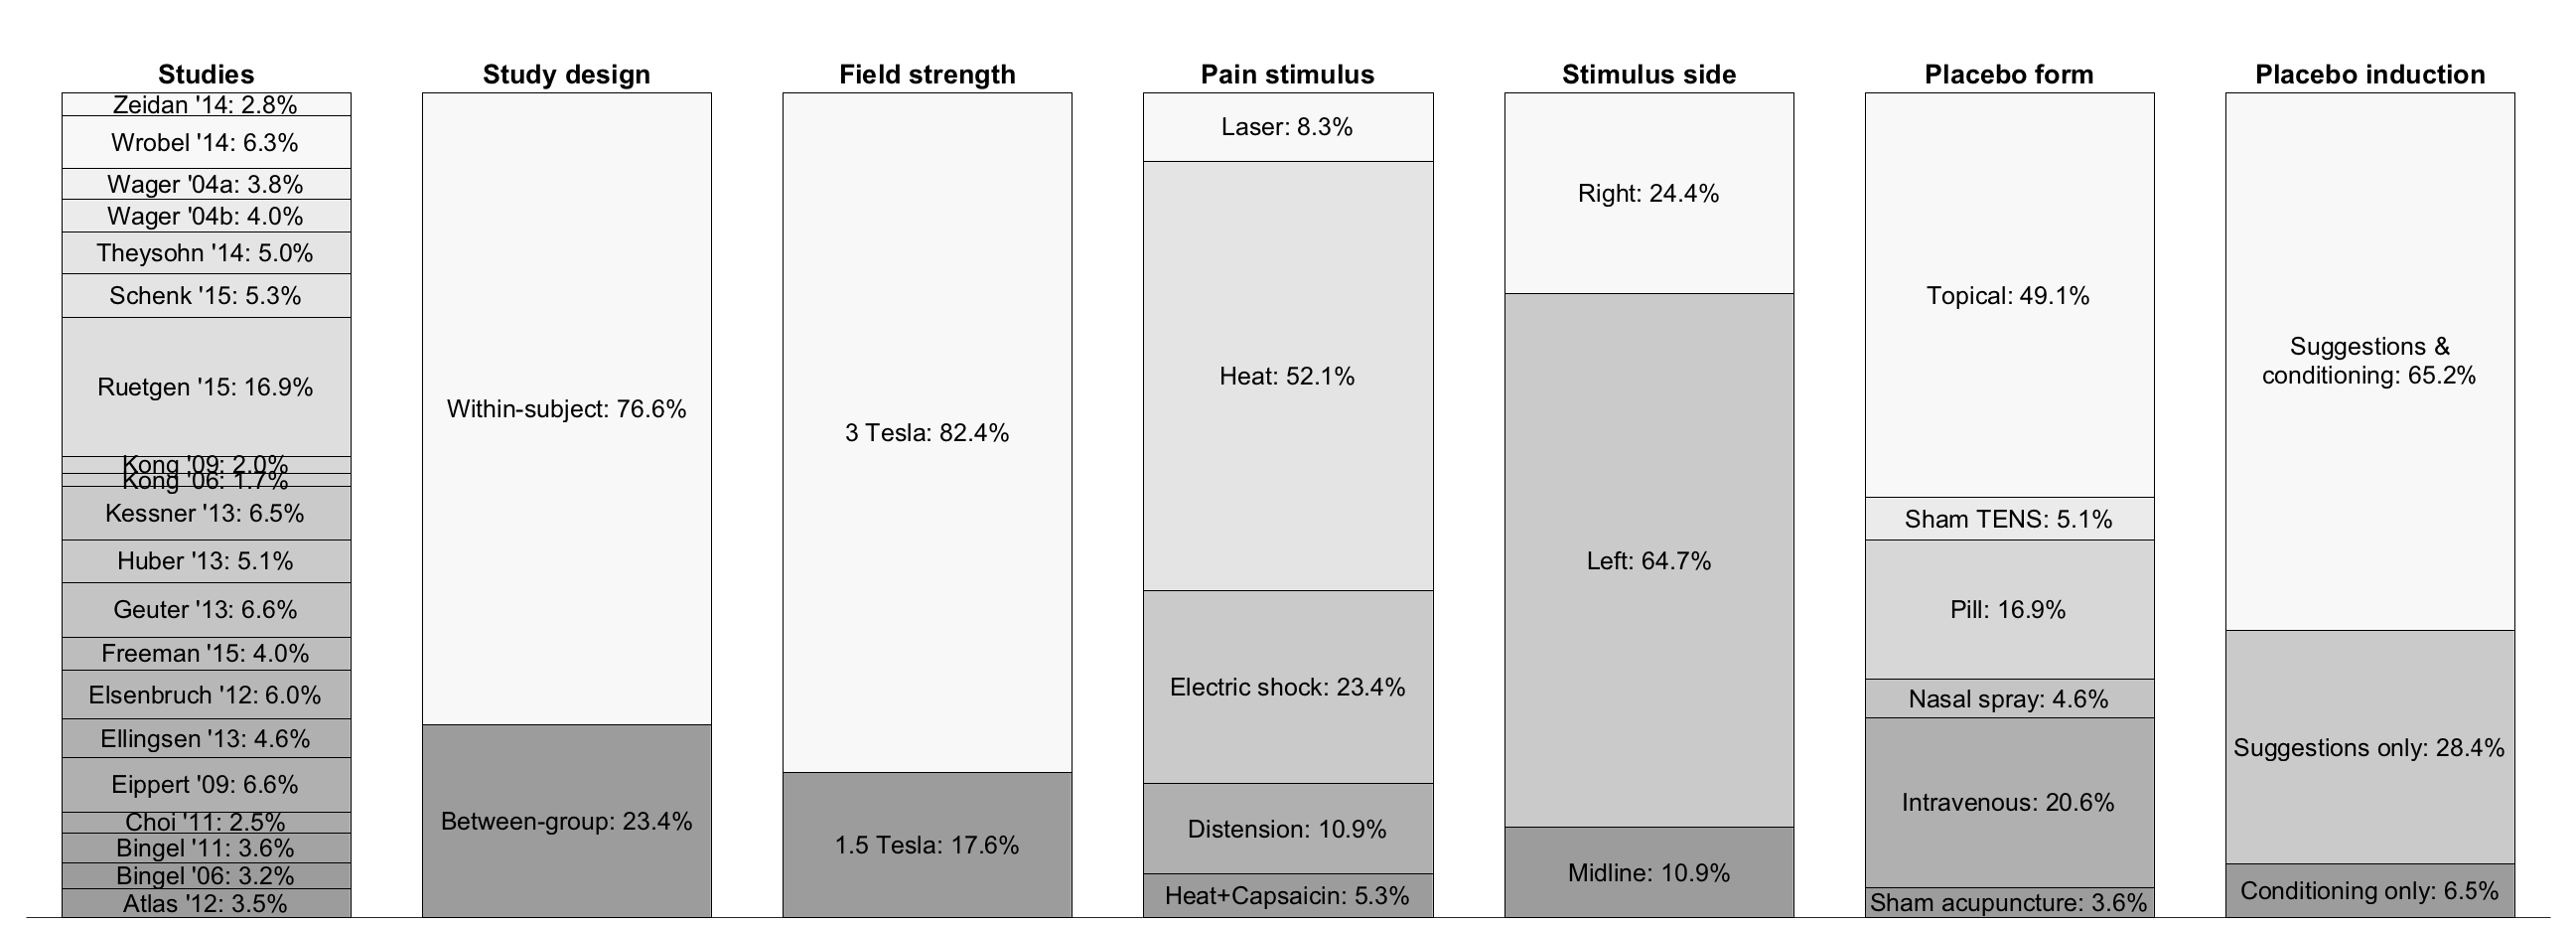 Studies
Zeidan '14: 2.8%
Wrobel '14: 6.3%
Wager '04a: 3.8%
Wager '04b: 4.0%
Theysohn '14: 5.0%
Schenk '15: 5.3%
Ruetgen '15: 16.9%
Kong '09: 2.0%
Kong '06: 1.7%
Kessner '13: 6.5%
Huber '13: 5.1%
Geuter '13: 6.6%
Freeman '15: 4.0%
Elsenbruch '12: 6.0%
Ellingsen '13: 4.6%
Eippert '09: 6.6%
Choi '11: 2.5%
Bingel '11: 3.6%
Bingel '06: 3.2%
Atlas '12: 3.5%
Study design
Within-subject: 76.6%
Between-group: 23.4%
Field strength
3 Tesla: 82.4%
1.5 Tesla: 17.6%
Pain stimulus
Laser: 8.3%
Heat: 52.1%
Electric shock: 23.4%
Distension: 10.9%
Heat+Capsaicin: 5.3%
Stimulus side
Right: 24.4%
Left: 64.7%
Midline: 10.9%
Placebo form
Topical: 49.1%
Sham TENS: 5.1%
Pill: 16.9%
Nasal spray: 4.6%
Intravenous: 20.6%
Sham acupuncture: 3.6%
Placebo induction
Suggestions &
conditioning: 65.2%
Suggestions only: 28.4%
Conditioning only: 6.5%